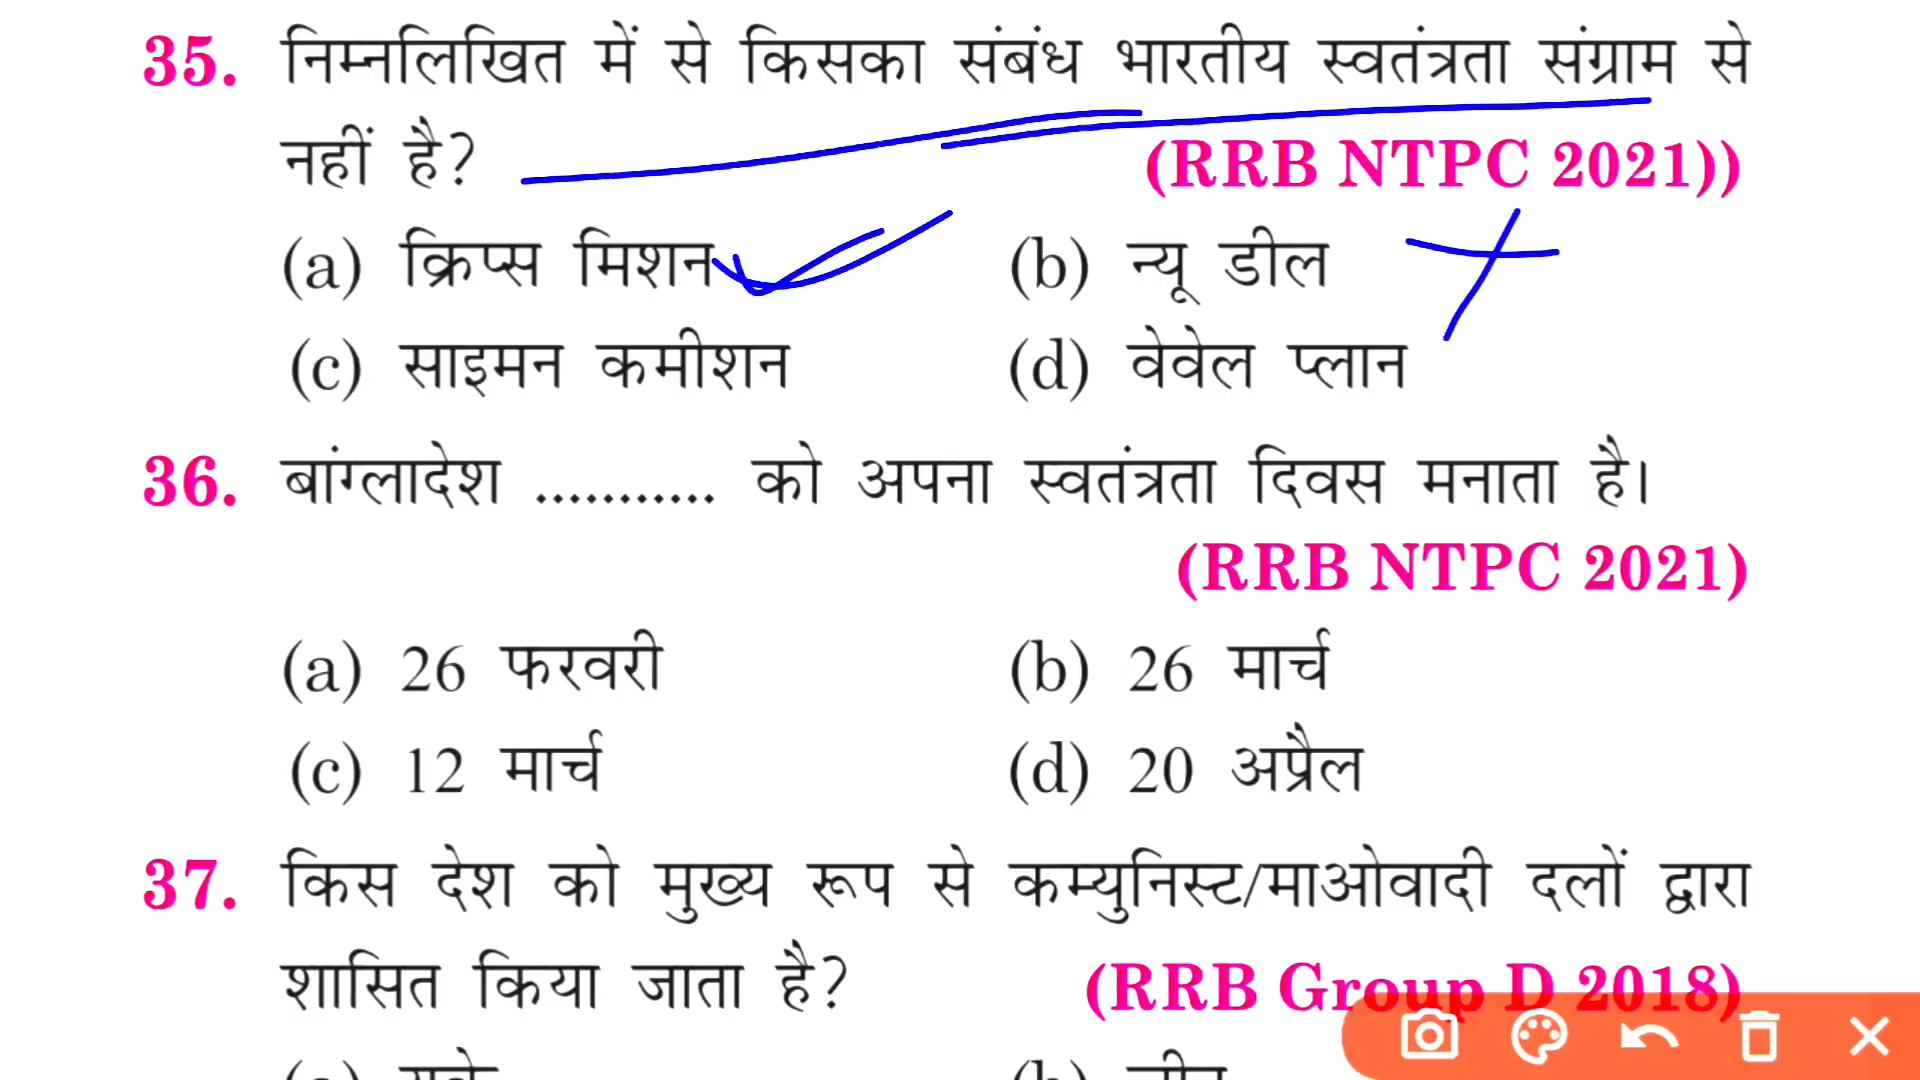 35. निम्नलिखित में से किसका संबंध भारतीय स्वतंत्रता संग्राम से
नहीं है? (RRB NTPC 2021))
(a) क्रिप्स मिशन (b) न्यू डील
(c) साइमन कमीशन (d) वेवेल प्लान
36. बांग्लादेश ........... को अपना स्वतंत्रता दिवस मनाता है।
(RRB NTPC 2021)
(a) 26 फरवरी (b) 26 मार्च
(c) 12 मार्च (d) 20 अप्रैल
37. किस देश को मुख्य रूप से कम्युनिस्ट/माओवादी दलों द्वारा
शासित किया जाता है? (RRB Group D 2018)
(a) (b)